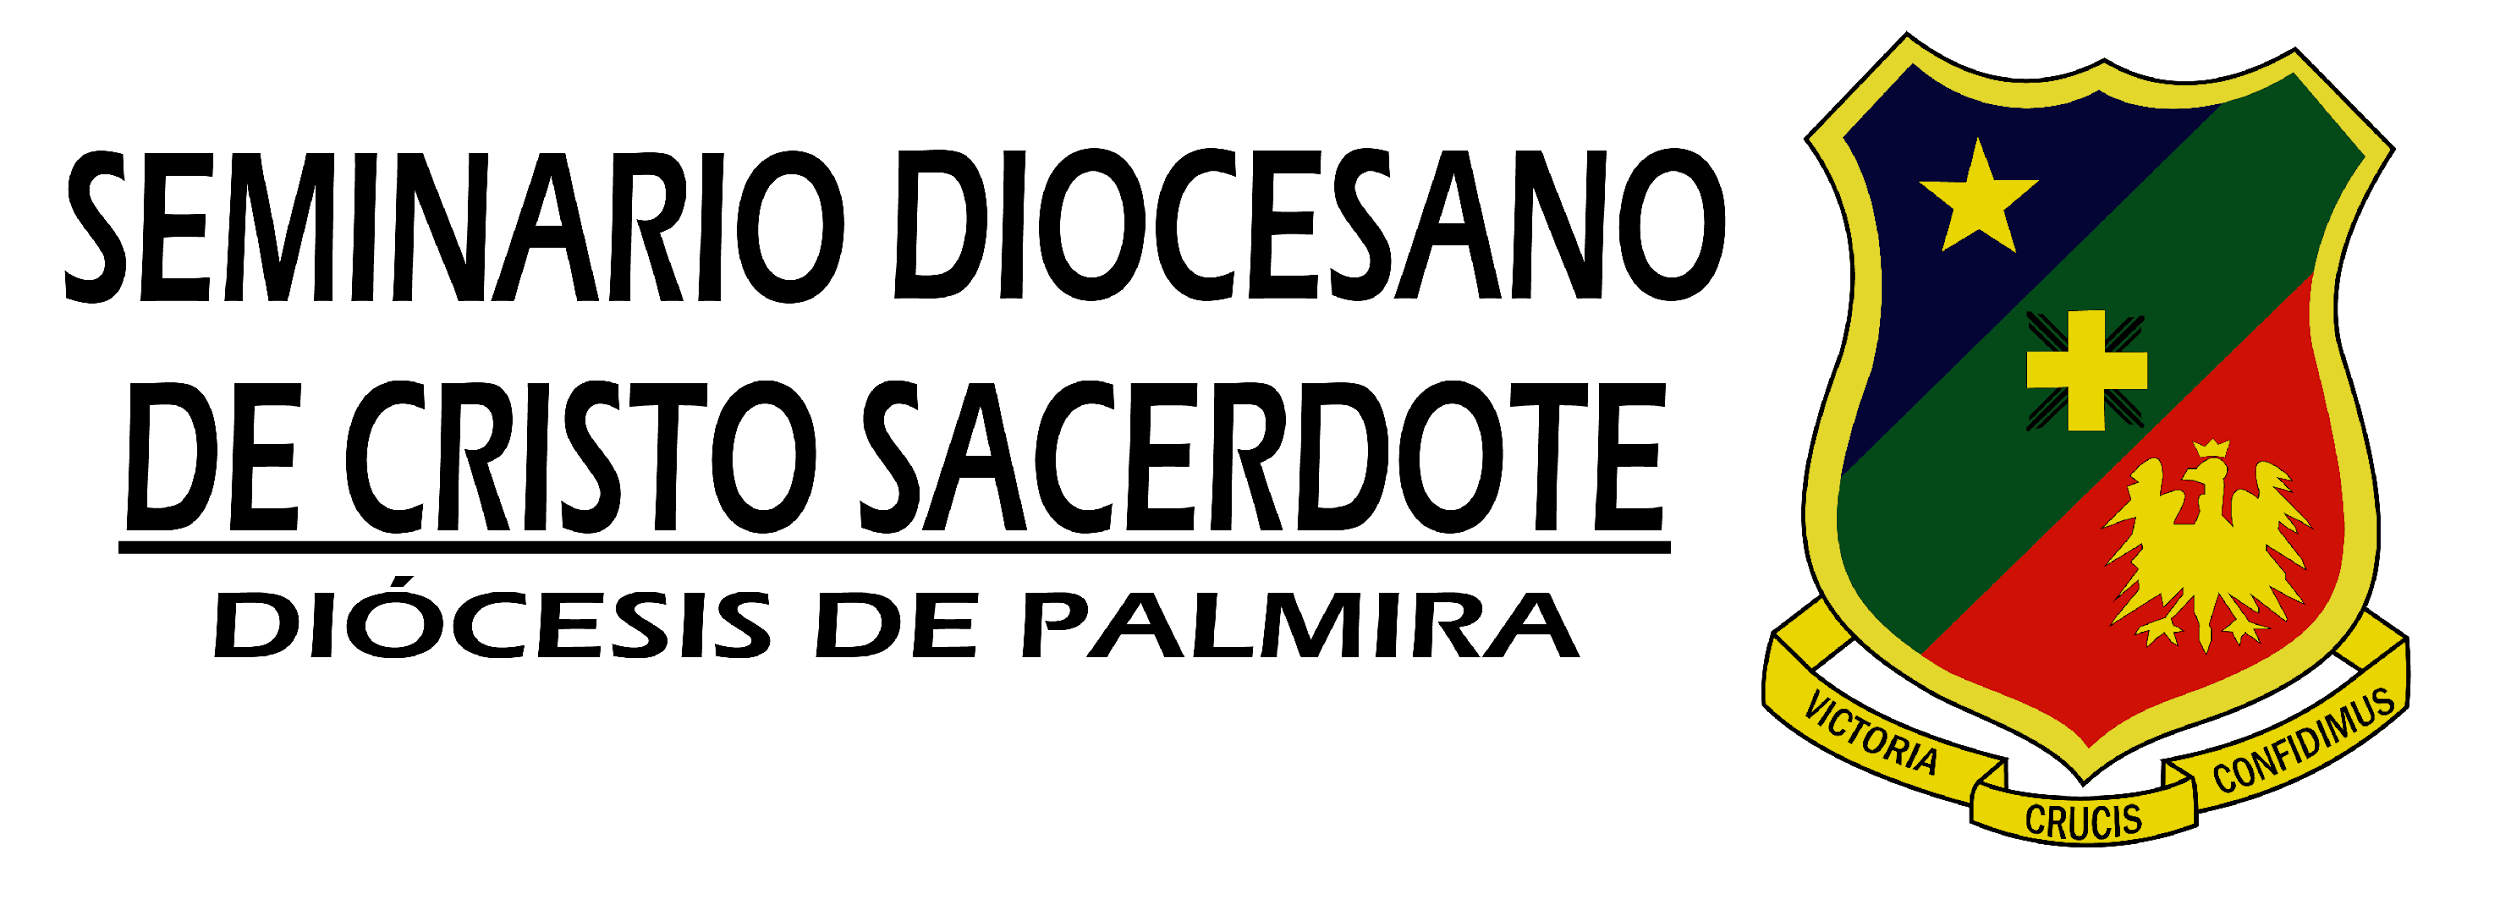 SEMINARIO DIOCESANO
DE CRISTO SACERDOTE
DIÓCESIS DE PALMIRA
VICTORIA CRUCIS CONFIDIMUS